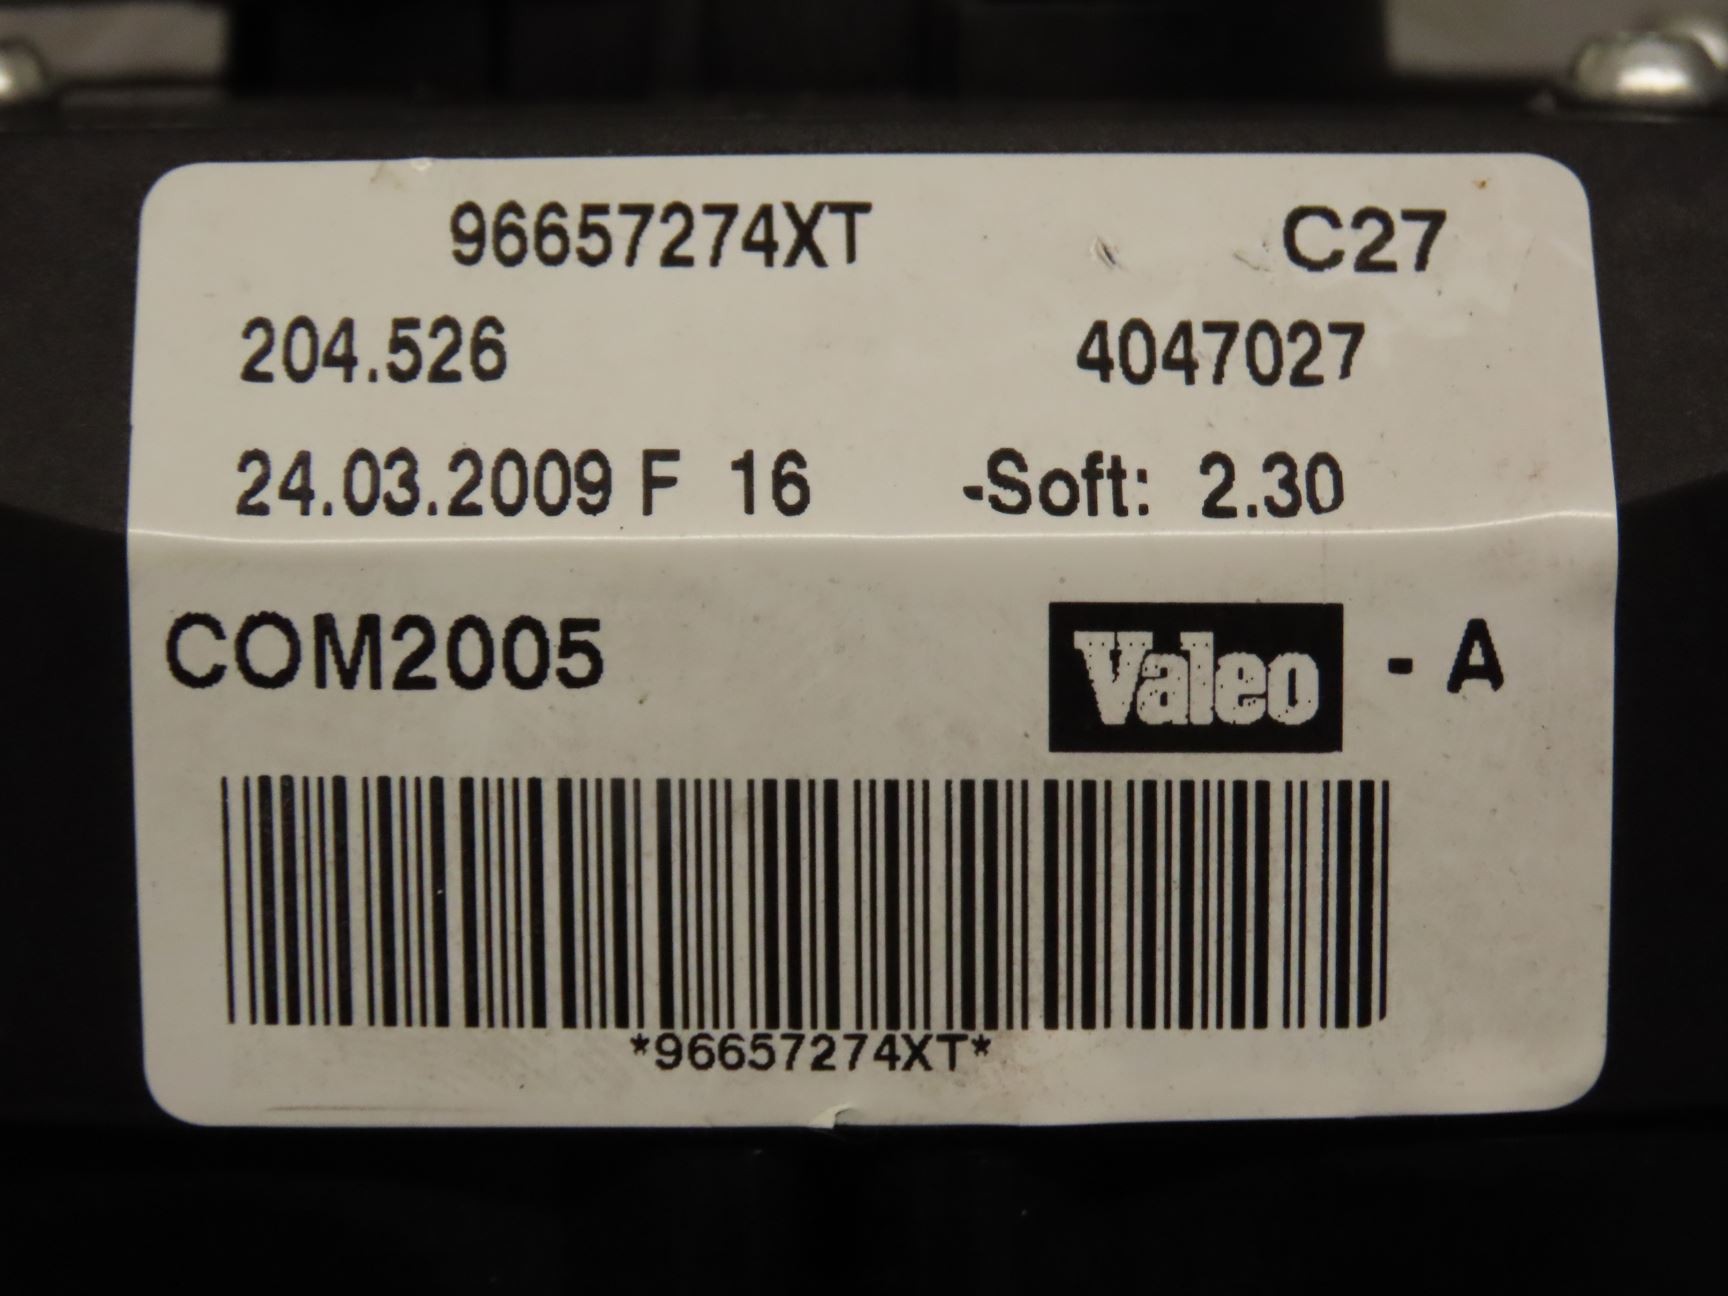 96657274XT C27
204.526 4047027
24.03.2009 F 16 -Soft: 2.30
COM2005 Valeo - A
*96657274XT*